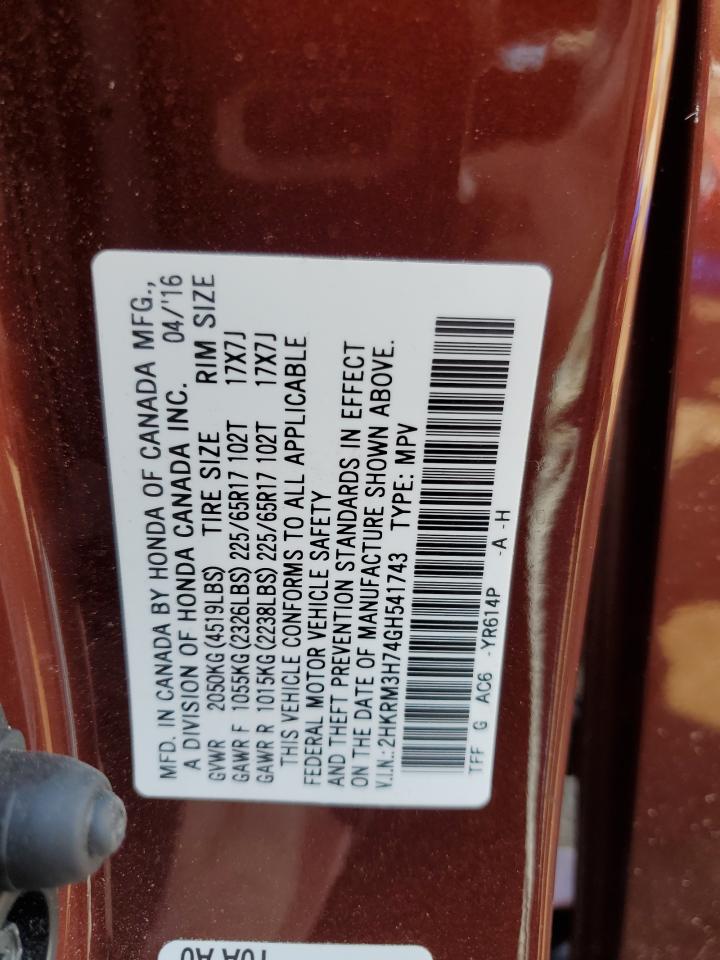 MFD. IN CANADA BY HONDA OF CANADA MFG.,
A DIVISION OF HONDA CANADA INC. 04/'16
GVWR 2050KG(4519LBS) TIRE SIZE RIM SIZE
GAWR F 1055KG(2326LBS) 225/65R17 102T 17X7J
GAWR R 1015KG(2238LBS) 225/65R17 102T 17X7J
THIS VEHICLE CONFORMS TO ALL APPLICABLE
FEDERAL MOTOR VEHICLE SAFETY
AND THEFT PREVENTION STANDARDS IN EFFECT
ON THE DATE OF MANUFACTURE SHOWN ABOVE.
V.I.N.:2HKRM3H74GH541743 TYPE: MPV
TFF G AC6 -YR614P -A -H